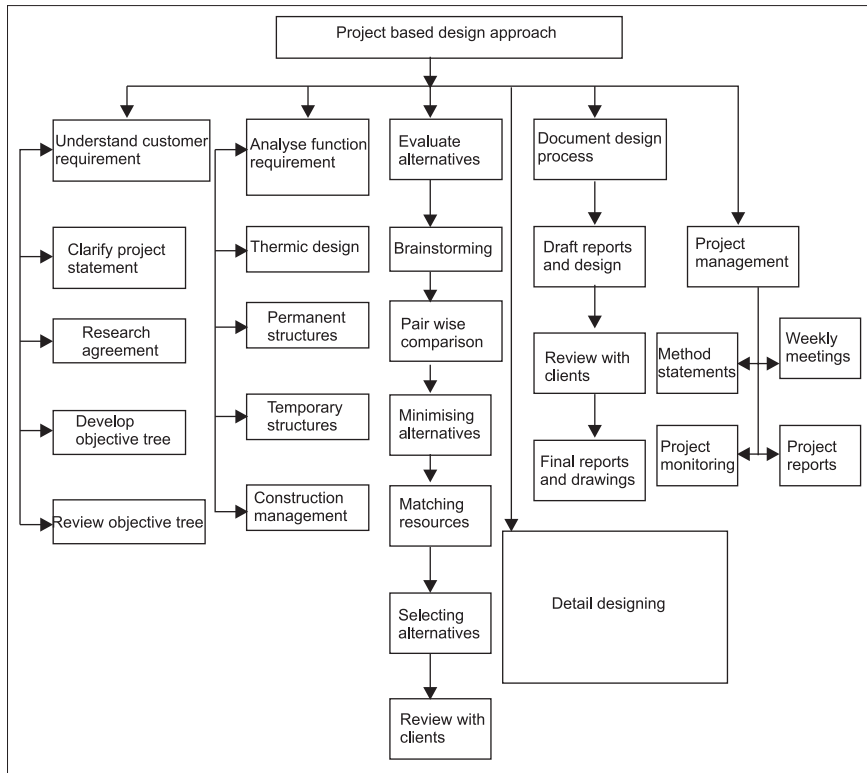 Project based design approach
Understand customer
requirement
Clarify project
statement
Research
agreement
Develop
objective tree
Review objective tree
Analyse function
requirement
Thermic design
Permanent
structures
Temporary
structures
Construction
management
Evaluate
alternatives
Brainstorming
Pair wise
comparison
Minimising
alternatives
Matching
resources
Selecting
alternatives
Review with
clients
Detail designing
Document design
process
Draft reports
and design
Review with
clients
Final reports
and drawings
Project
management
Method
statements
Weekly
meetings
Project
monitoring
Project
reports